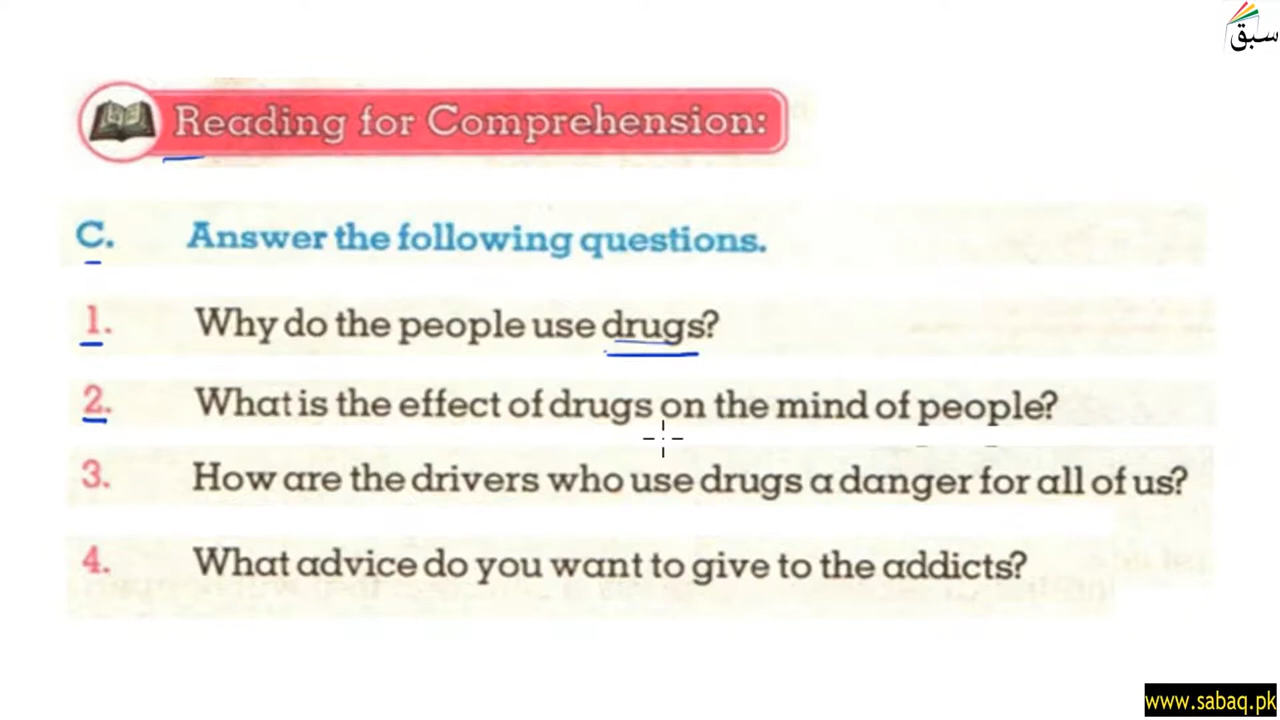 سبق
Reading for Comprehension:
C. Answer the following questions.
1. Why do the people use drugs?
2. What is the effect of drugs on the mind of people?
3. How are the drivers who use drugs a danger for all of us?
4. What advice do you want to give to the addicts?
www.sabaq.pk